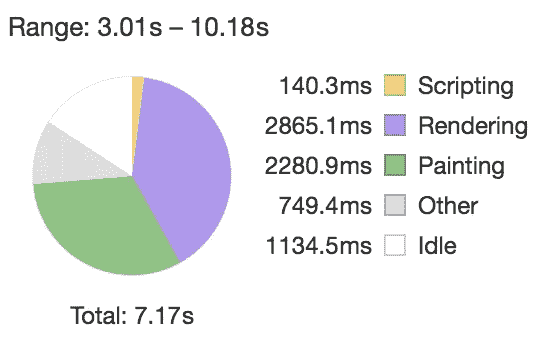 Range: 3.01s – 10.18s
140.3ms Scripting
2865.1ms Rendering
2280.9ms Painting
749.4ms Other
1134.5ms Idle
Total: 7.17s